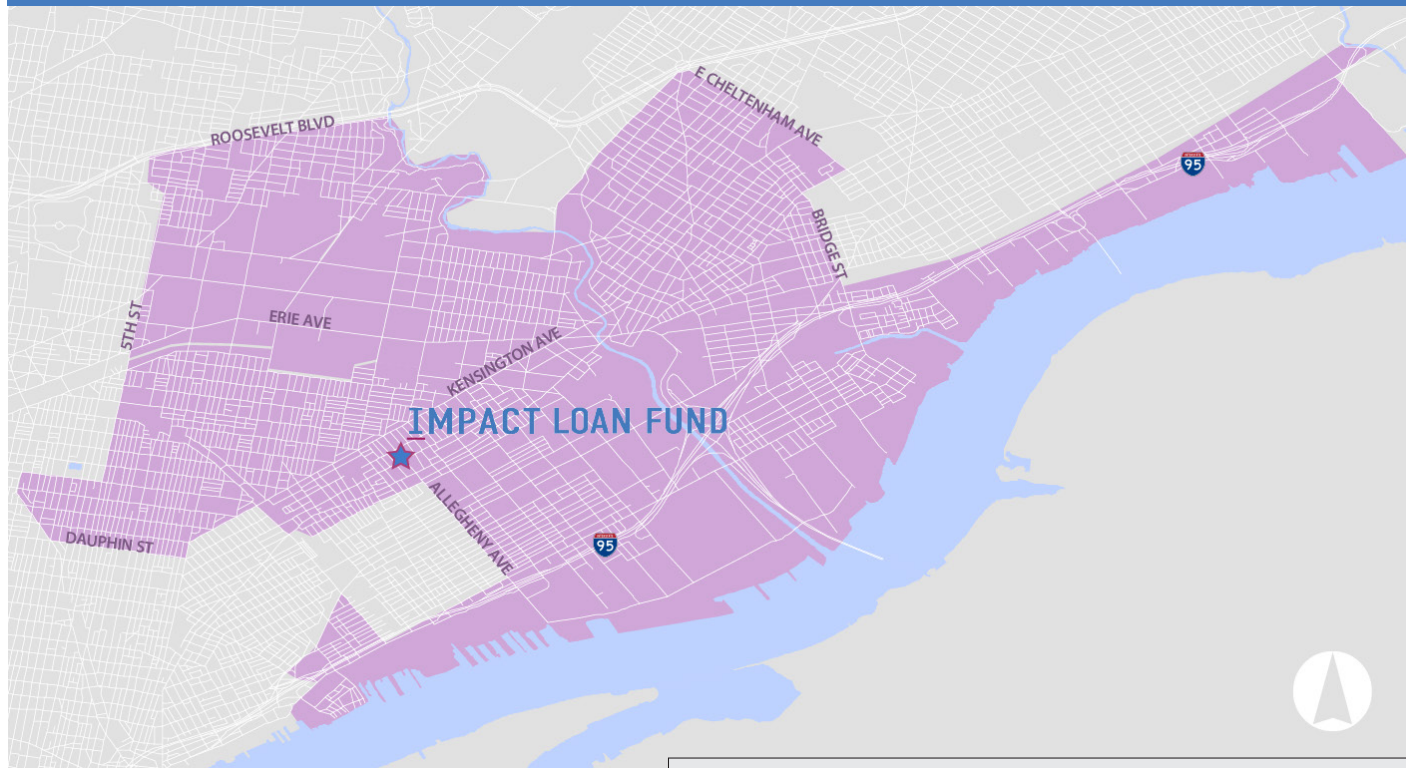 E CHELTENHAM AVE
ROOSEVELT BLVD
95
BRIDGE ST
5TH ST
ERIE AVE
KENSINGTON AVE
IMPACT LOAN FUND
ALLEGHENY AVE
DAUPHIN ST
95